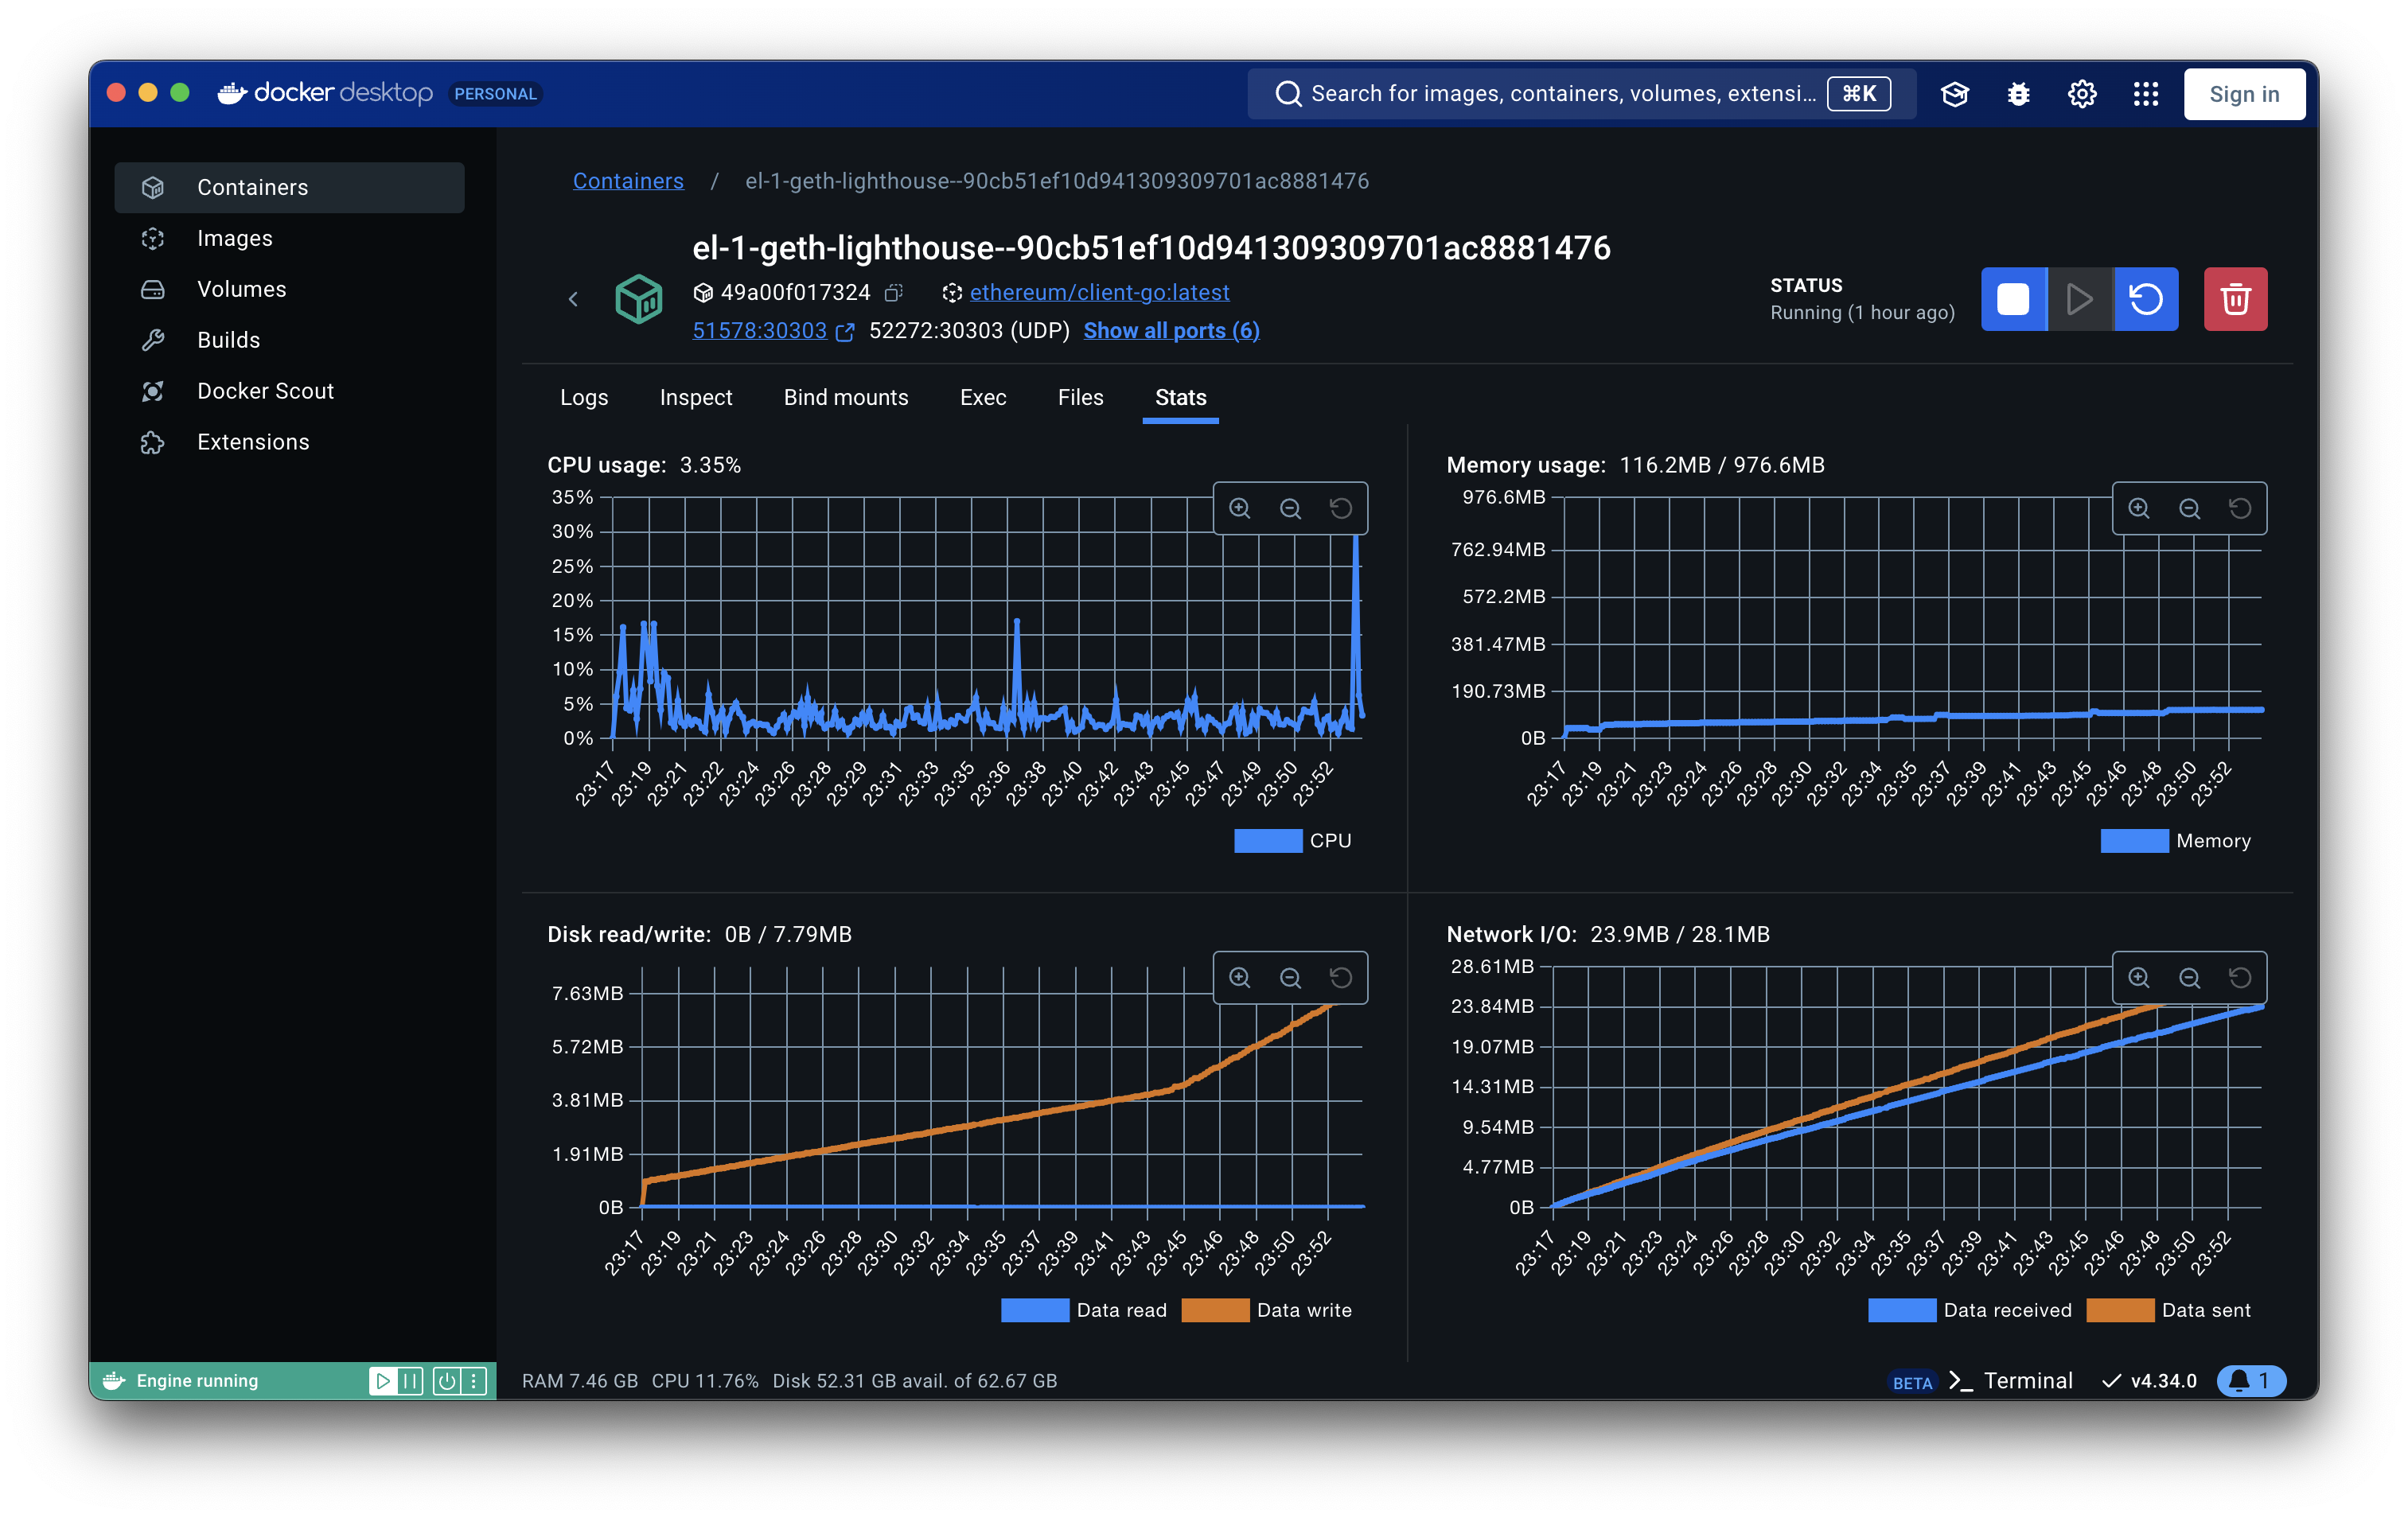 docker desktop PERSONAL
Search for images, containers, volumes, extensi... ⌘K
Sign in
Containers
Images
Volumes
Builds
Docker Scout
Extensions
Containers / el-1-geth-lighthouse--90cb51ef10d941309309701ac8881476
el-1-geth-lighthouse--90cb51ef10d941309309701ac8881476
49a00f017324 ethereum/client-go:latest
51578:30303 52272:30303 (UDP) Show all ports (6)
STATUS
Running (1 hour ago)
Logs Inspect Bind mounts Exec Files Stats
CPU usage: 3.35%
35%
30%
25%
20%
15%
10%
5%
0%
23:17 23:19 23:21 23:22 23:24 23:26 23:28 23:29 23:31 23:33 23:35 23:36 23:38 23:40 23:42 23:43 23:45 23:47 23:49 23:50 23:52
CPU
Memory usage: 116.2MB / 976.6MB
976.6MB
762.94MB
572.2MB
381.47MB
190.73MB
0B
23:17 23:19 23:21 23:23 23:24 23:26 23:28 23:30 23:32 23:34 23:35 23:37 23:39 23:41 23:43 23:45 23:46 23:48 23:50 23:52
Memory
Disk read/write: 0B / 7.79MB
7.63MB
5.72MB
3.81MB
1.91MB
0B
23:17 23:19 23:21 23:23 23:24 23:26 23:28 23:30 23:32 23:34 23:35 23:37 23:39 23:41 23:43 23:45 23:46 23:48 23:50 23:52
Data read Data write
Network I/O: 23.9MB / 28.1MB
28.61MB
23.84MB
19.07MB
14.31MB
9.54MB
4.77MB
0B
23:17 23:19 23:21 23:23 23:24 23:26 23:28 23:30 23:32 23:34 23:35 23:37 23:39 23:41 23:43 23:45 23:46 23:48 23:50 23:52
Data received Data sent
Engine running
RAM 7.46 GB CPU 11.76% Disk 52.31 GB avail. of 62.67 GB
BETA >_ Terminal v4.34.0 1